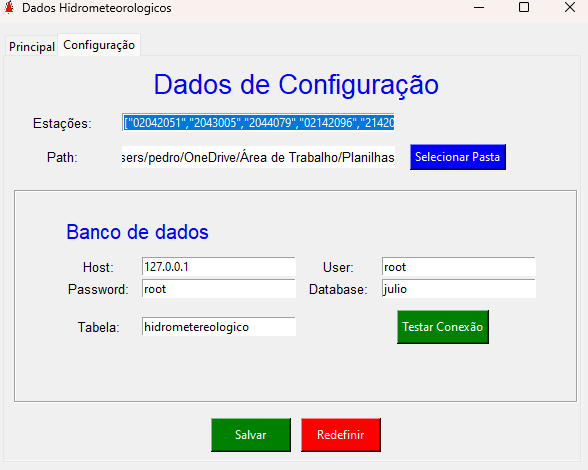 Dados Hidrometeorologicos
Principal Configuração
Dados de Configuração
Estações: ["02042051","2043005","2044079","02142096","21420
Path: sers/pedro/OneDrive/Área de Trabalho/Planilhas Selecionar Pasta
Banco de dados
Host: 127.0.0.1 User: root
Password: root Database: julio
Tabela: hidrometereologico Testar Conexão
Salvar Redefinir